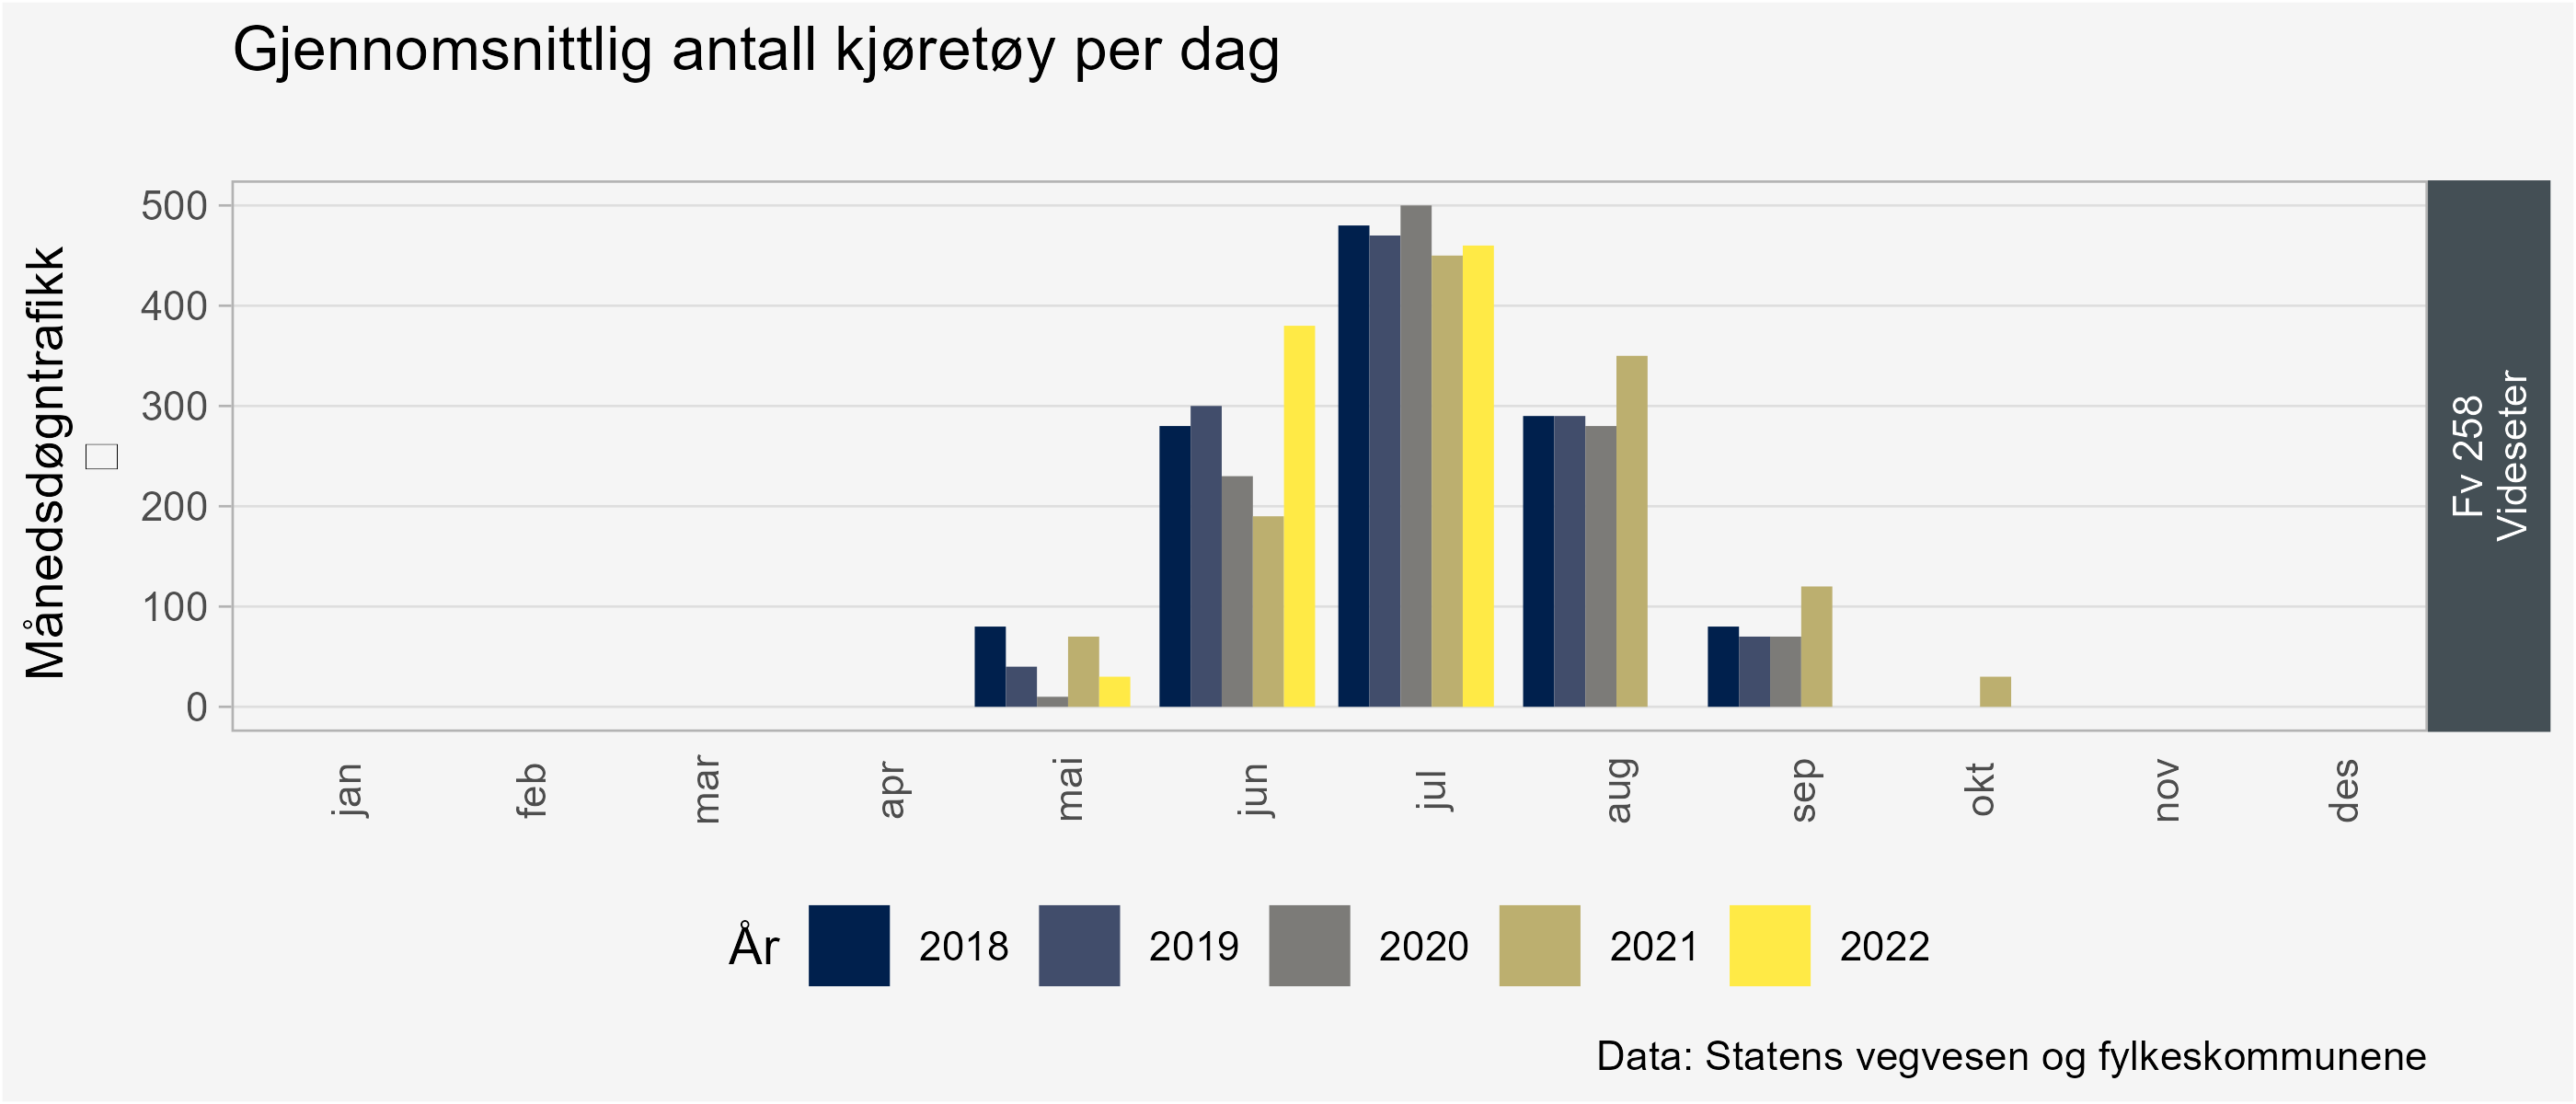 Gjennomsnittlig antall kjøretøy per dag
Månedsdøgntrafikk
500
400
300
200
100
0
Fv 258
Videseter
jan
feb
mar
apr
mai
jun
jul
aug
sep
okt
nov
des
År 2018 2019 2020 2021 2022
Data: Statens vegvesen og fylkeskommunene